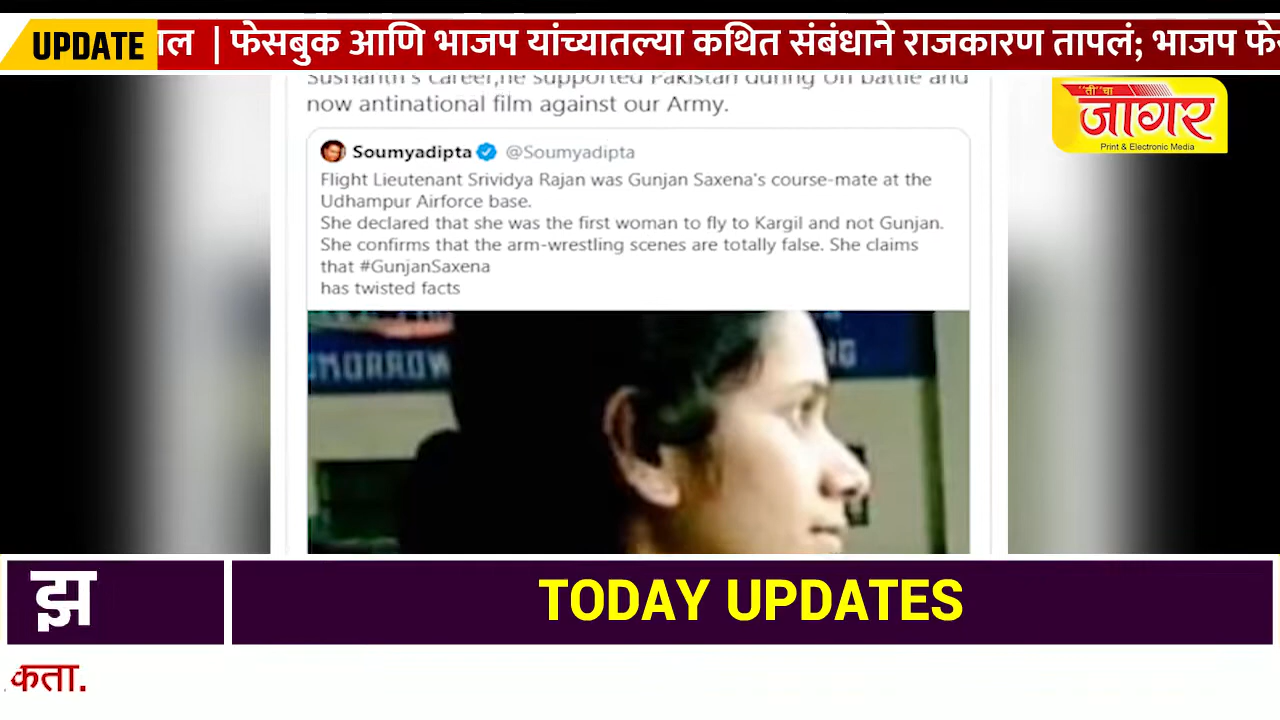 UPDATE
ाल | फेसबुक आणि भाजप यांच्यातल्या कथित संबंधाने राजकारण तापलं; भाजप फे
"ती"चा
जागर
Print & Electronic Media
Sushanth's career,he supported Pakistan during Uri battle and
now antinational film against our Army.
Soumyadipta @Soumyadipta
Flight Lieutenant Srividya Rajan was Gunjan Saxena's course-mate at the
Udhampur Airforce base.
She declared that she was the first woman to fly to Kargil and not Gunjan.
She confirms that the arm-wrestling scenes are totally false. She claims
that #GunjanSaxena
has twisted facts
OMORROW
NG
झ
TODAY UPDATES
कता.